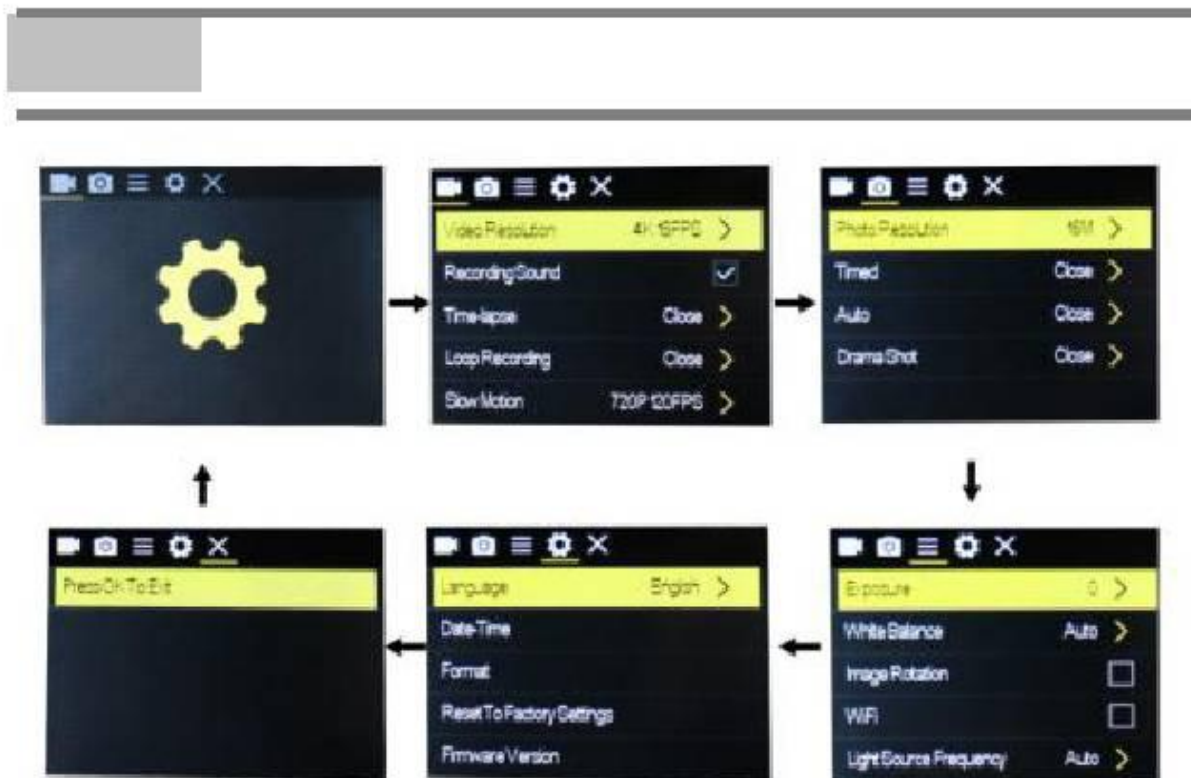 Video Resolution 4K 15FPS
Recording Sound
Time-lapse Close
Loop Recording Close
Slow Motion 720P 120FPS
Photo Resolution 16M
Timed Close
Auto Close
Drama Shot Close
Exposure 0
White Balance Auto
Image Rotation
WiFi
Light Source Frequency Auto
Language English
Date-Time
Format
Reset To Factory Settings
Firmware Version
Press OK To Exit